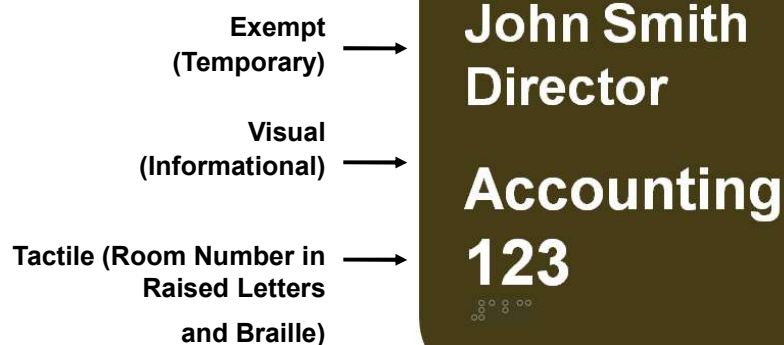 Exempt
(Temporary)
John Smith
Director
Visual
(Informational)
Accounting
Tactile (Room Number in
Raised Letters
and Braille)
123
⠼⠁⠃⠉